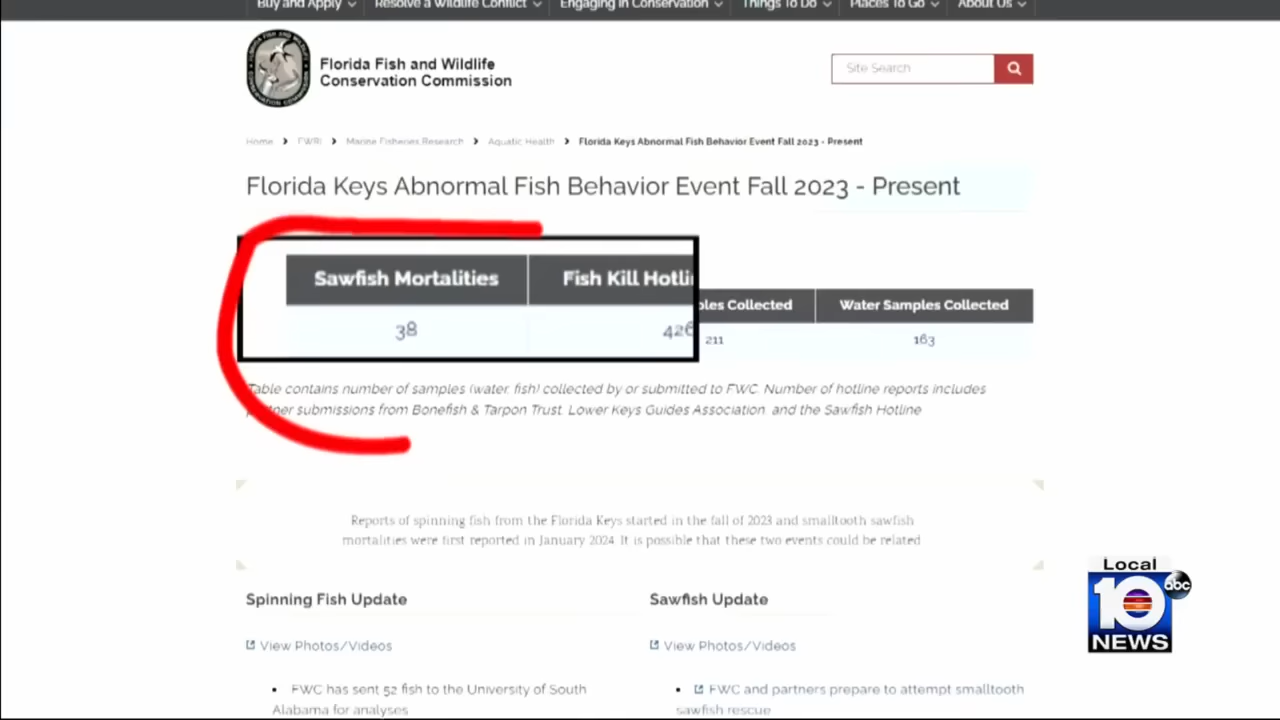 Buy and Apply Resolve a Wildlife Conflict Engaging in Conservation Things To Do Places To Go About Us
Florida Fish and Wildlife
Conservation Commission
Site Search
Home FWRI Marine Fisheries Research Aquatic Health Florida Keys Abnormal Fish Behavior Event Fall 2023 - Present
Florida Keys Abnormal Fish Behavior Event Fall 2023 - Present
Sawfish Mortalities Fish Kill Hotli
ples Collected Water Samples Collected
38 426
211 163
Table contains number of samples (water, fish) collected by or submitted to FWC. Number of hotline reports includes
partner submissions from Bonefish & Tarpon Trust, Lower Keys Guides Association, and the Sawfish Hotline
Reports of spinning fish from the Florida Keys started in the fall of 2023 and smalltooth sawfish
mortalities were first reported in January 2024. It is possible that these two events could be related
Spinning Fish Update
View Photos/Videos
• FWC has sent 52 fish to the University of South
Alabama for analyses
Sawfish Update
View Photos/Videos
• FWC and partners prepare to attempt smalltooth
sawfish rescue
Local
10 abc
NEWS